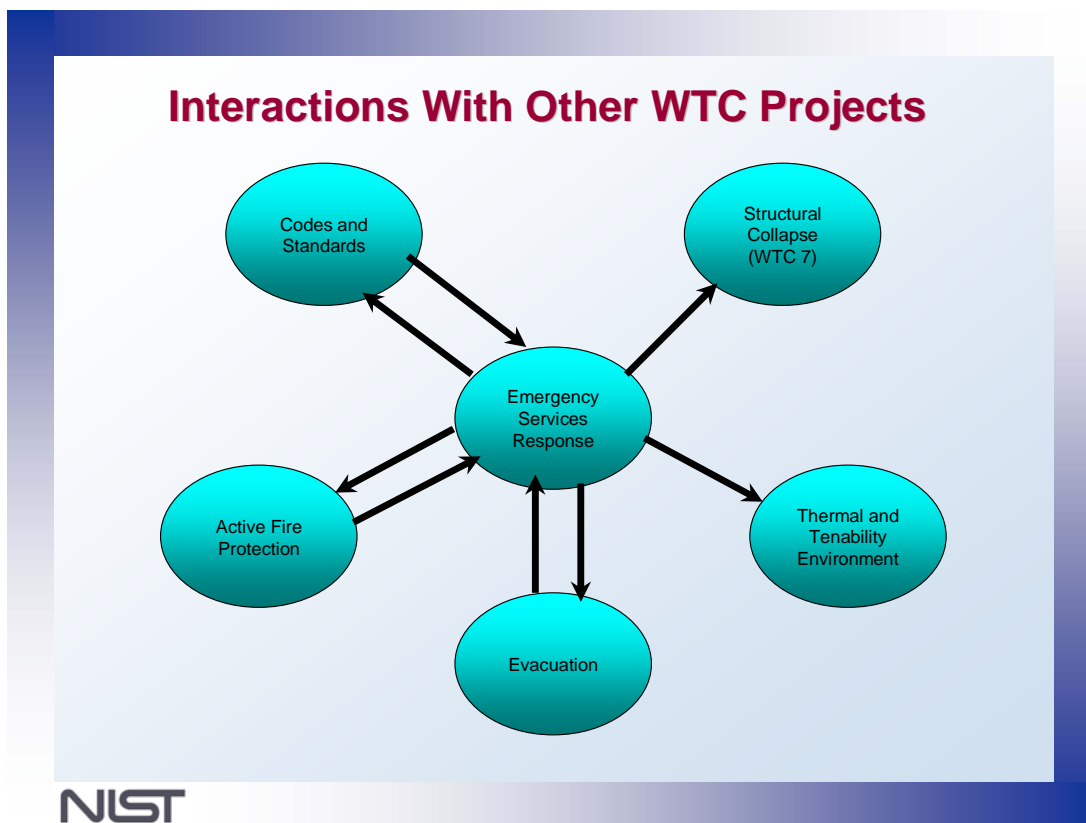 Interactions With Other WTC Projects
Codes and
Standards
Structural
Collapse
(WTC 7)
Emergency
Services
Response
Active Fire
Protection
Thermal and
Tenability
Environment
Evacuation
NIST